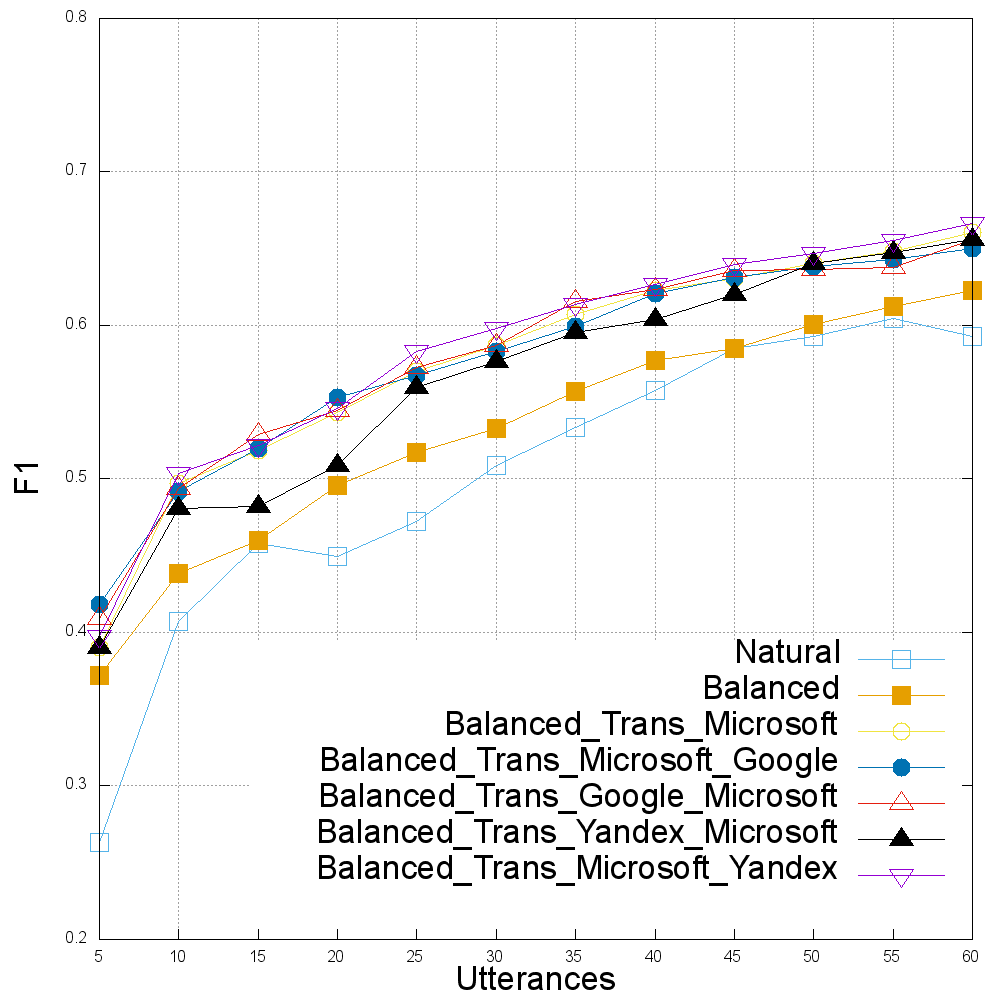 0.8
0.7
0.6
0.5
0.4
0.3
0.2
F1
Natural
Balanced
Balanced_Trans_Microsoft
Balanced_Trans_Microsoft_Google
Balanced_Trans_Google_Microsoft
Balanced_Trans_Yandex_Microsoft
Balanced_Trans_Microsoft_Yandex
5 10 15 20 25 30 35 40 45 50 55 60
Utterances